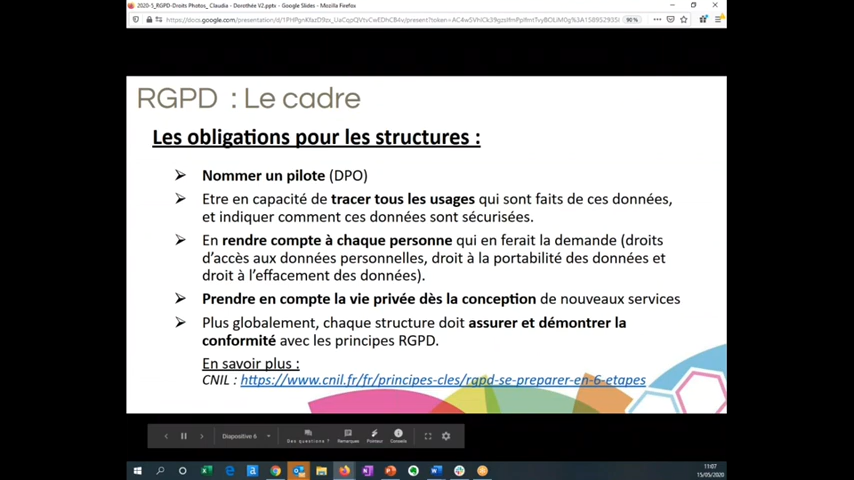 2020-5_RGPD-Droits Photos_ Claudia - Dorothée V2.pptx - Google Slides - Mozilla Firefox
90 %
RGPD : Le cadre
Les obligations pour les structures :
Nommer un pilote (DPO)
Etre en capacité de tracer tous les usages qui sont faits de ces données,
et indiquer comment ces données sont sécurisées.
En rendre compte à chaque personne qui en ferait la demande (droits
d'accès aux données personnelles, droit à la portabilité des données et
droit à l'effacement des données).
Prendre en compte la vie privée dès la conception de nouveaux services
Plus globalement, chaque structure doit assurer et démontrer la
conformité avec les principes RGPD.
En savoir plus :
CNIL : https://www.cnil.fr/fr/principes-cles/rgpd-se-preparer-en-6-etapes
Diapositive 6
Des questions ?
Remarques
Pointeur
Conseils
11:07
15/05/2020